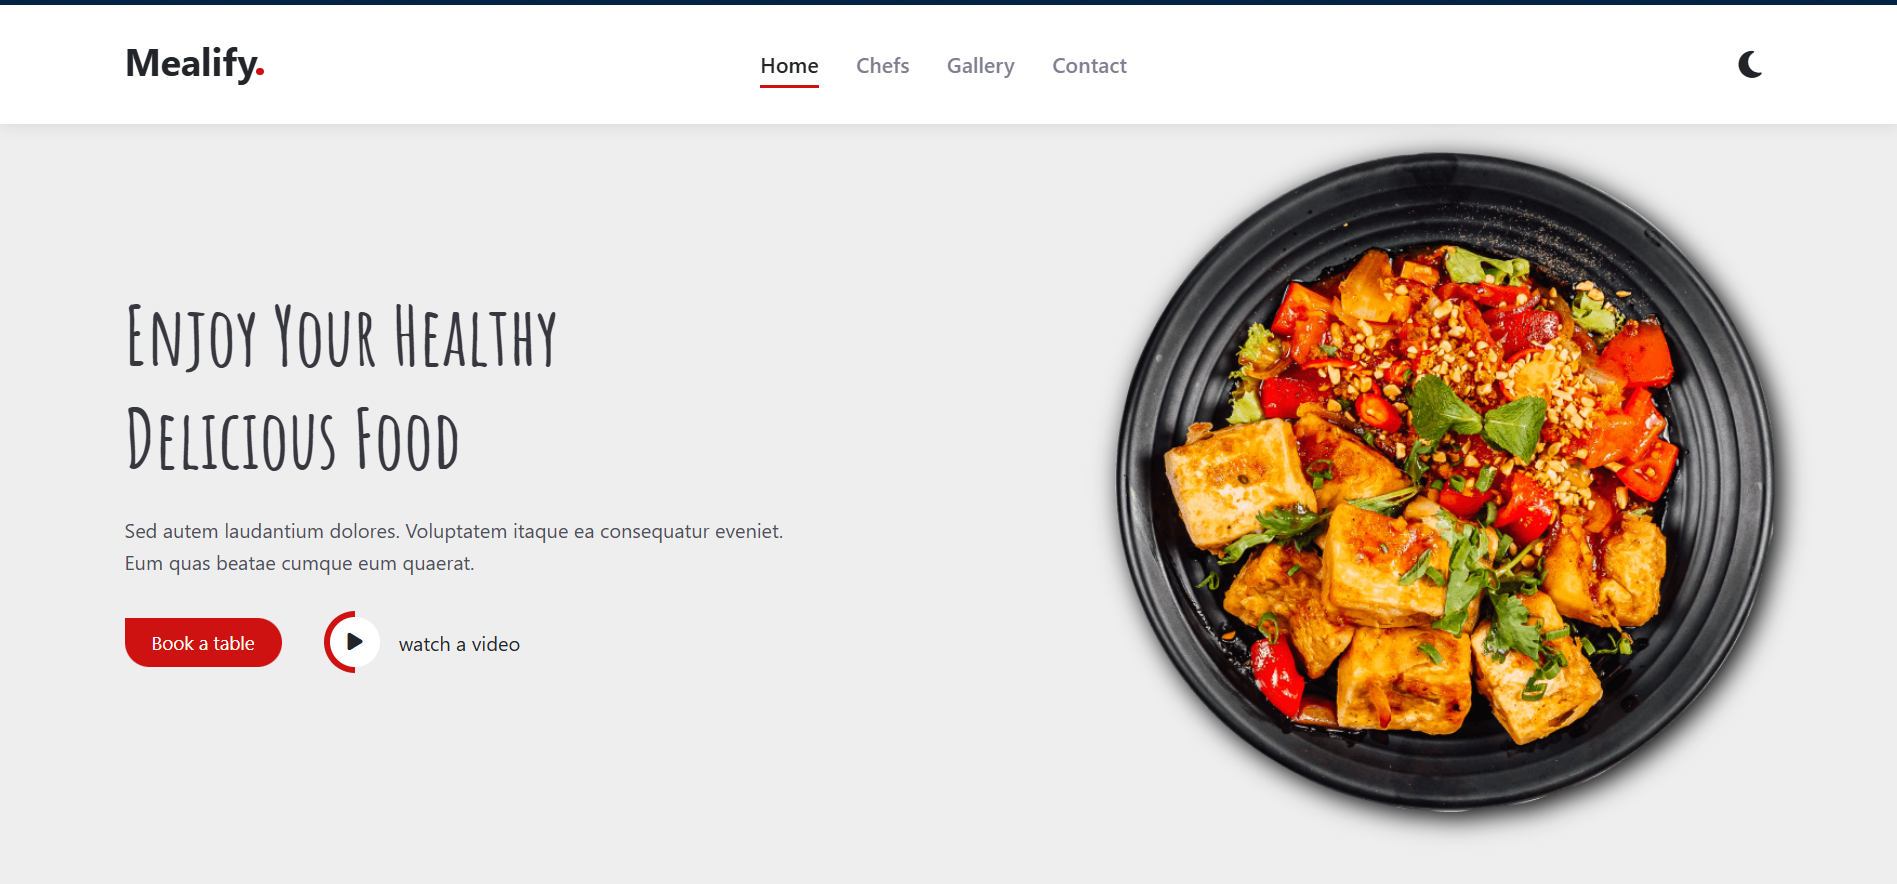 Mealify.
Home Chefs Gallery Contact
Enjoy Your Healthy
Delicious Food
Sed autem laudantium dolores. Voluptatem itaque ea consequatur eveniet.
Eum quas beatae cumque eum quaerat.
Book a table
watch a video